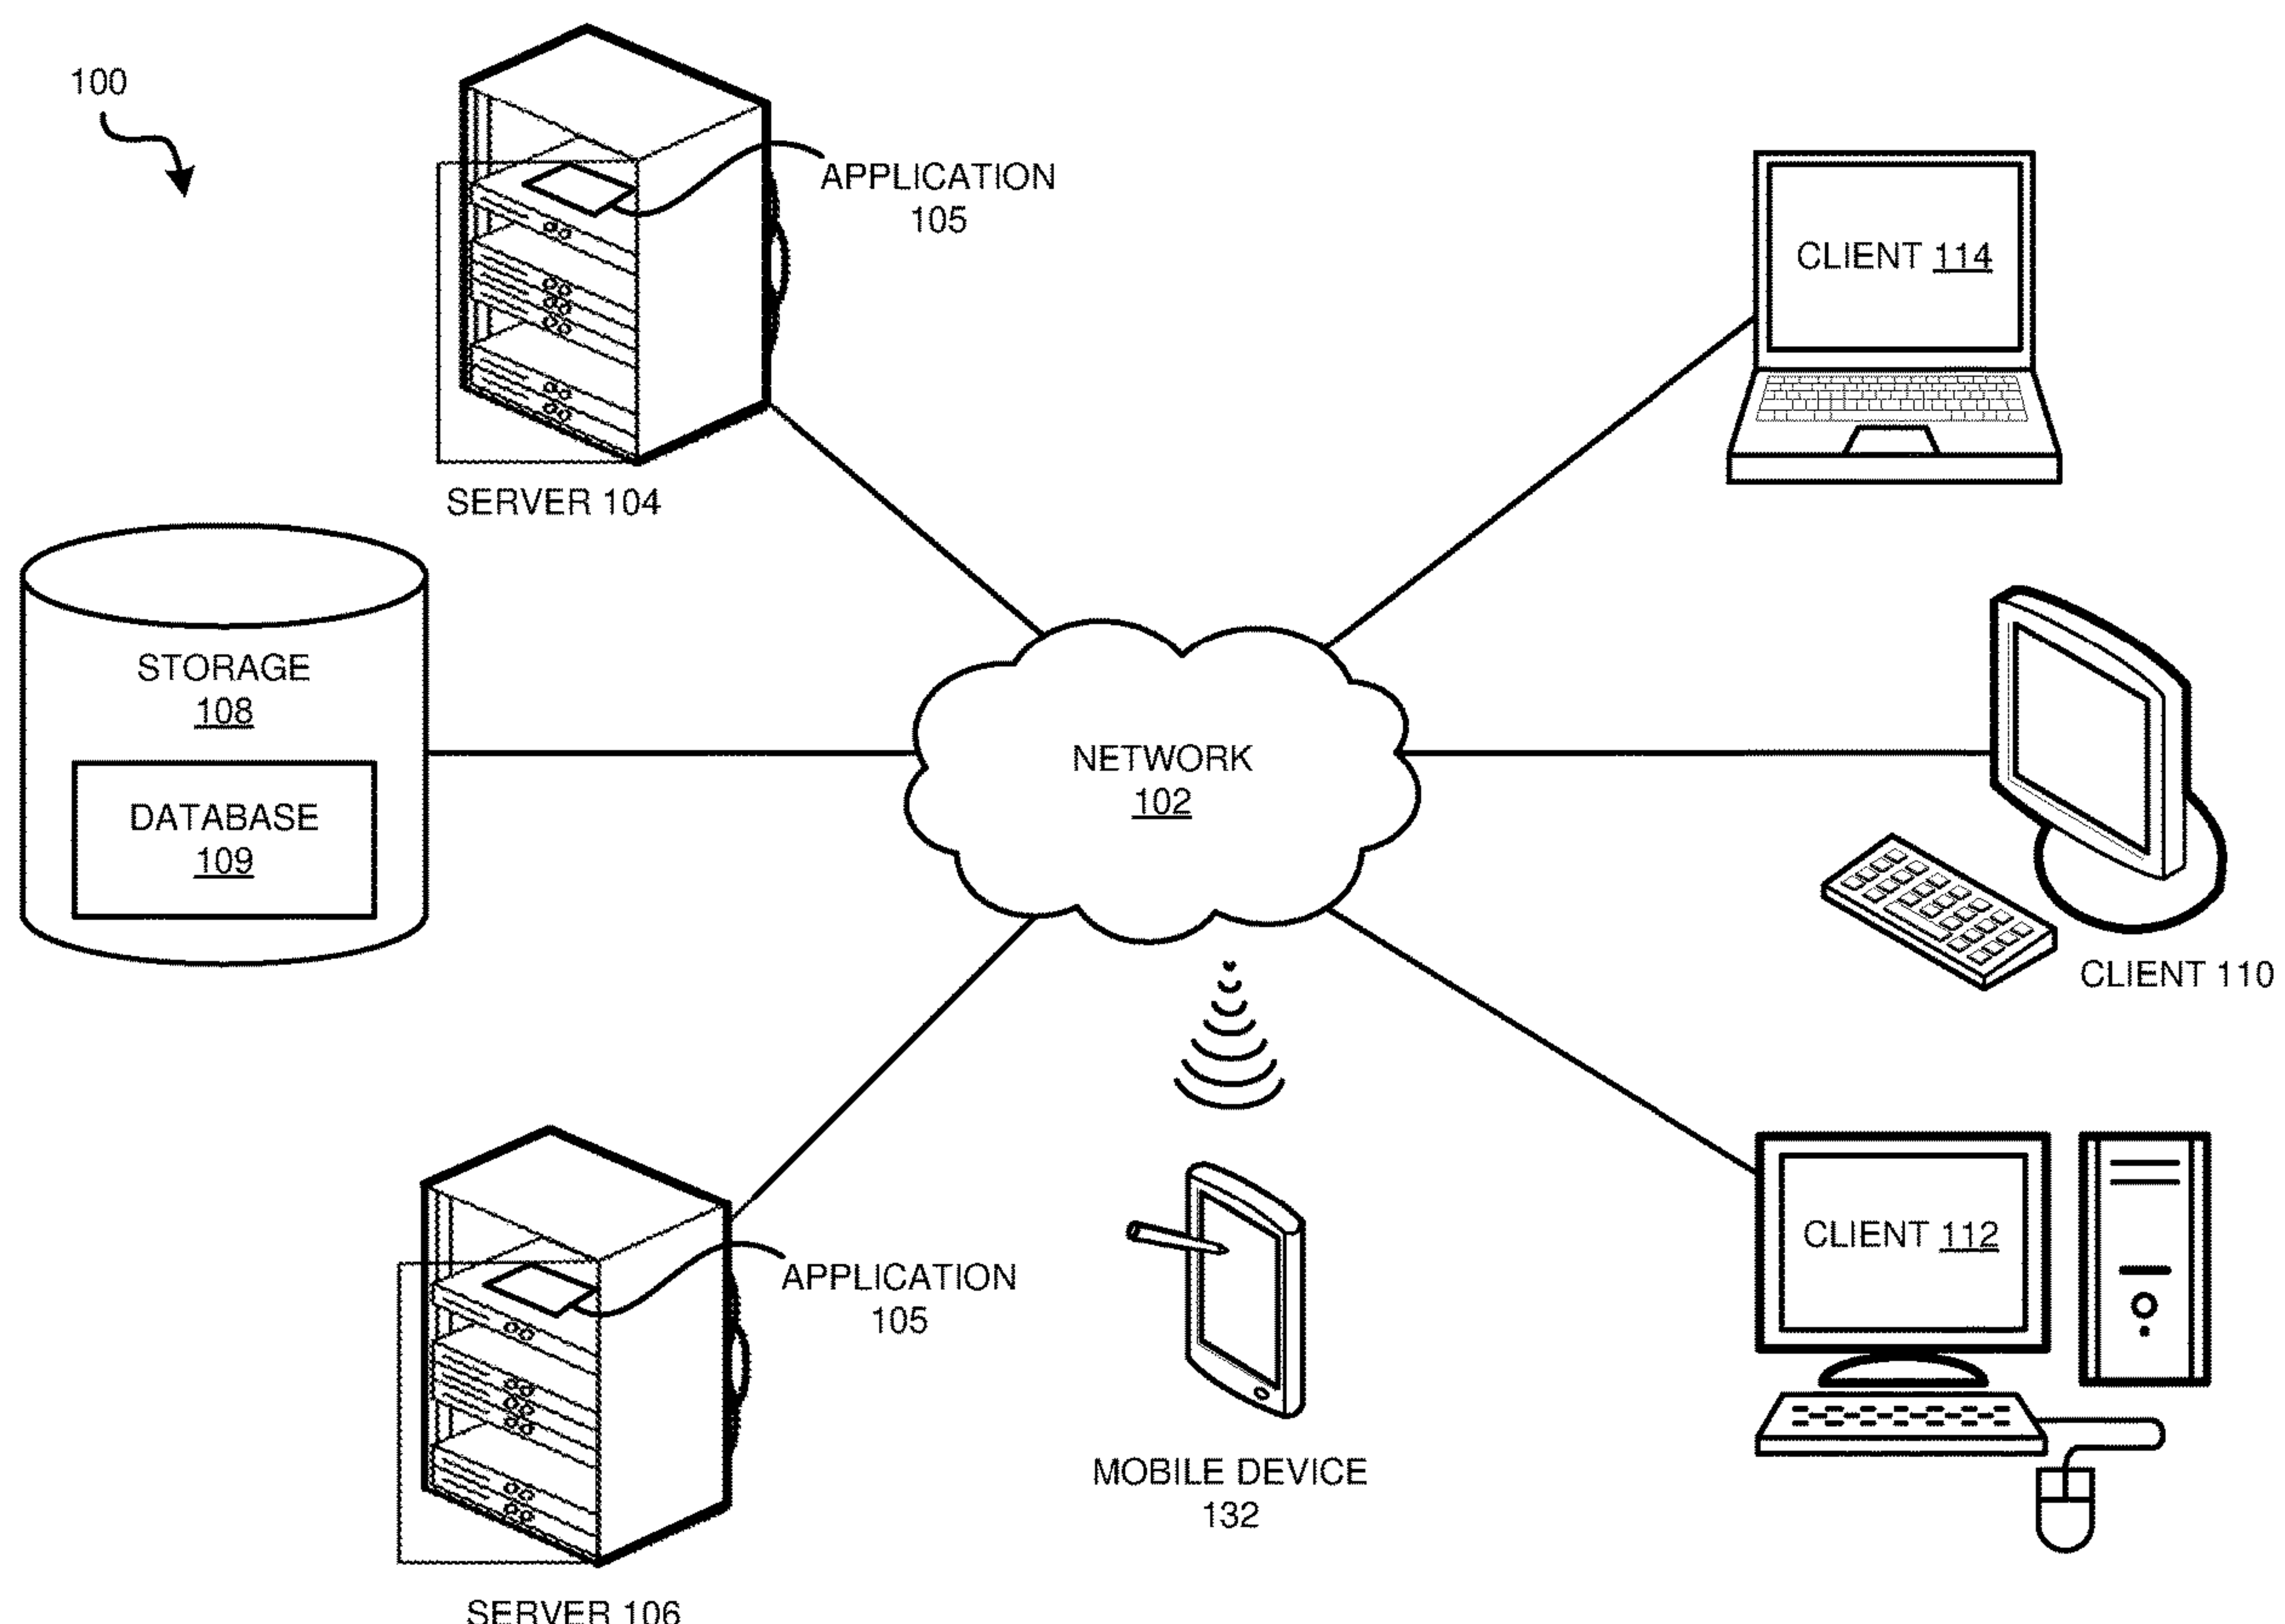 100
APPLICATION
105
SERVER 104
CLIENT 114
STORAGE
108
DATABASE
109
NETWORK
102
CLIENT 110
APPLICATION
105
MOBILE DEVICE
132
CLIENT 112
SERVER 106